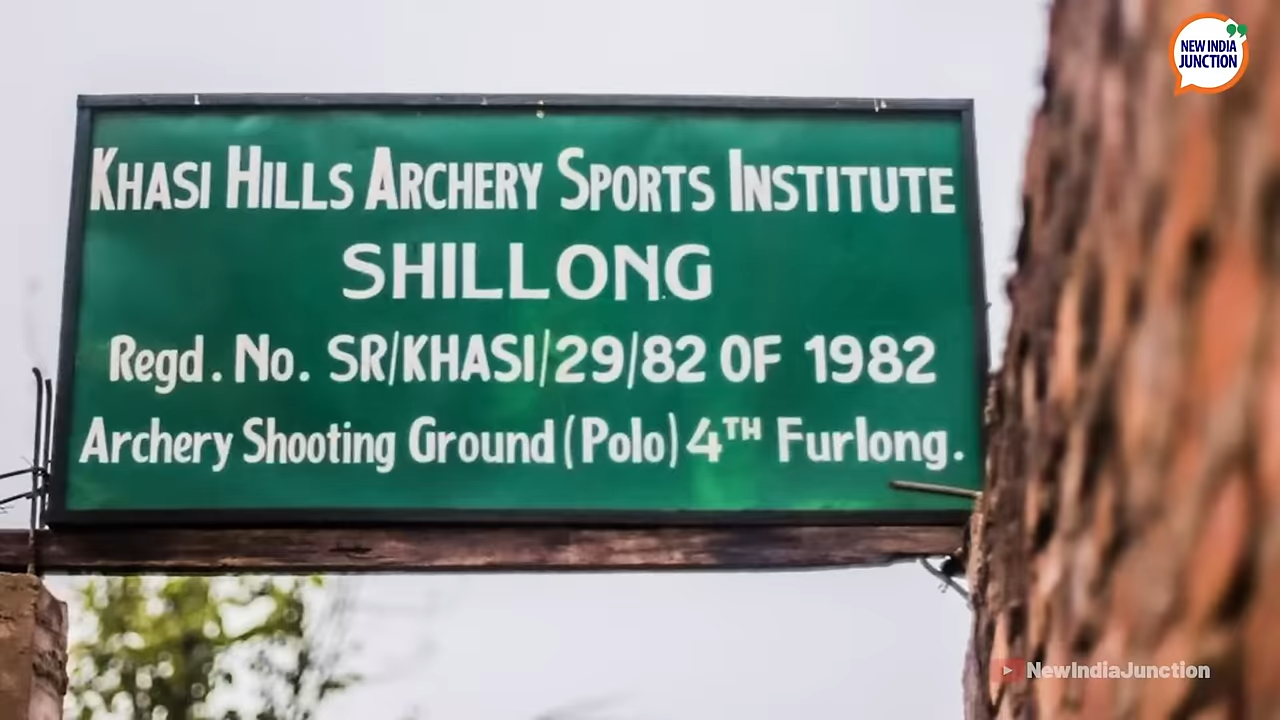 NEW INDIA
JUNCTION
KHASI HILLS ARCHERY SPORTS INSTITUTE
SHILLONG
Regd. No. SR/KHASI/29/82 OF 1982
Archery Shooting Ground (Polo) 4TH Furlong.
NewIndiaJunction